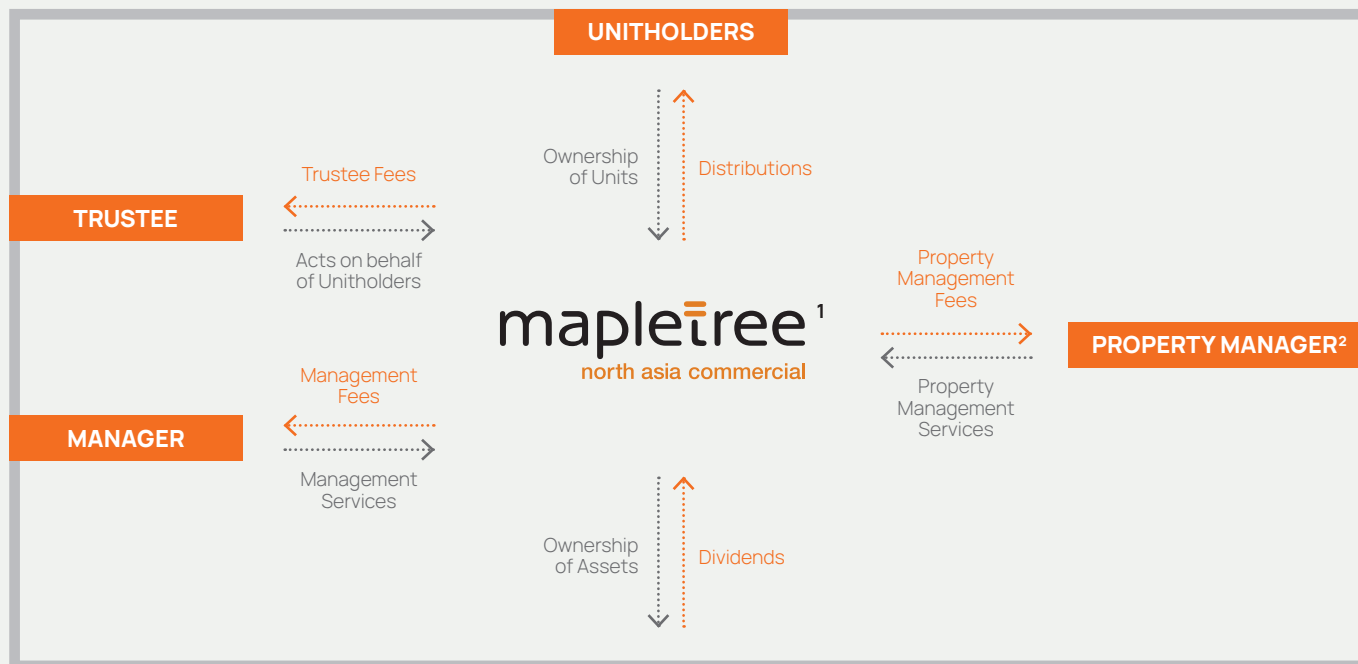 UNITHOLDERS
Ownership
of Units
Distributions
Trustee Fees
TRUSTEE
Acts on behalf
of Unitholders
Property
Management
Fees
mapletree 1
north asia commercial
PROPERTY MANAGER²
Property
Management
Services
Management
Fees
MANAGER
Management
Services
Ownership
of Assets
Dividends